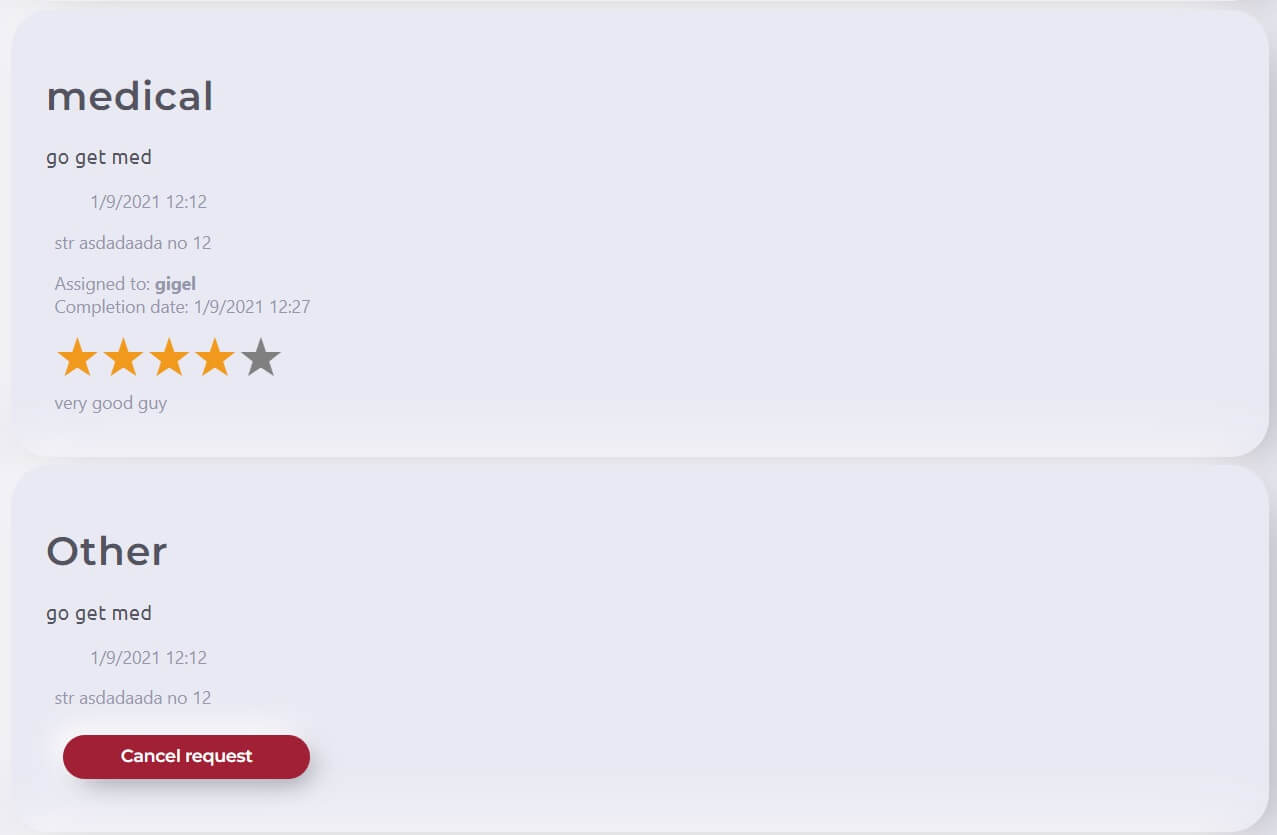 medical
go get med
1/9/2021 12:12
str asdadaada no 12
Assigned to: gigel
Completion date: 1/9/2021 12:27
very good guy
Other
go get med
1/9/2021 12:12
str asdadaada no 12
Cancel request